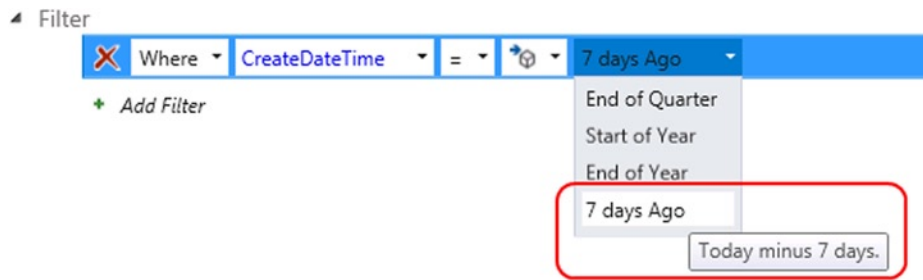 Filter
Where CreateDateTime = 7 days Ago
+ Add Filter
End of Quarter
Start of Year
End of Year
7 days Ago
Today minus 7 days.